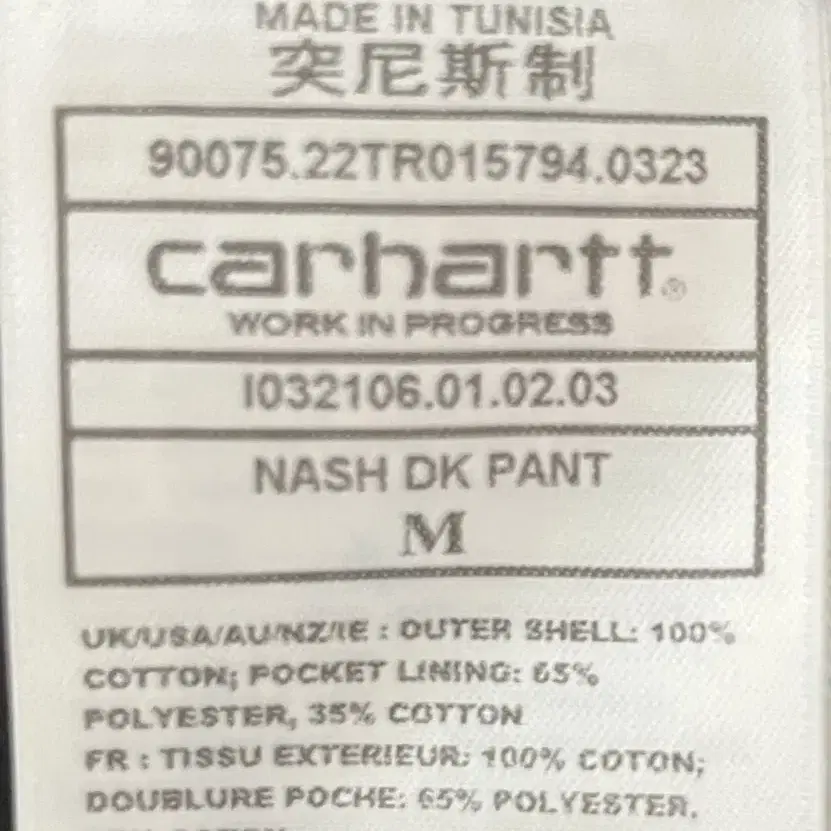 MADE IN TUNISIA
突尼斯制
90075.22TR015794.0323
carhartt®
WORK IN PROGRESS
I032106.01.02.03
NASH DK PANT
M
UK/USA/AU/NZ/IE : OUTER SHELL: 100%
COTTON; POCKET LINING: 65%
POLYESTER, 35% COTTON
FR : TISSU EXTERIEUR: 100% COTON;
DOUBLURE POCHE: 65% POLYESTER,